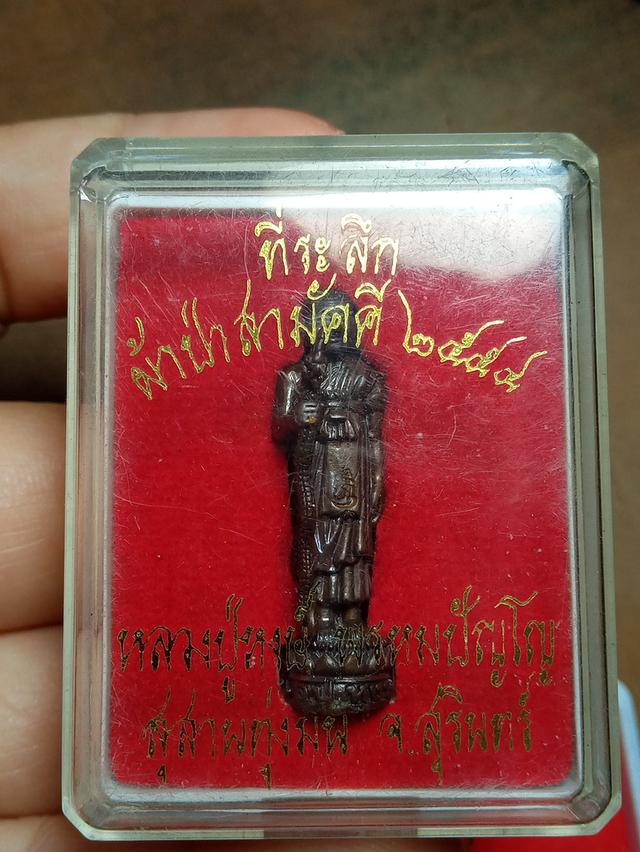 ที่ระลึก
ผ้าป่าสามัคคี ๒๕๕๔
หลวงปู่หงษ์ พรหมปัญโญ
สุสานทุ่งมน จ.สุรินทร์